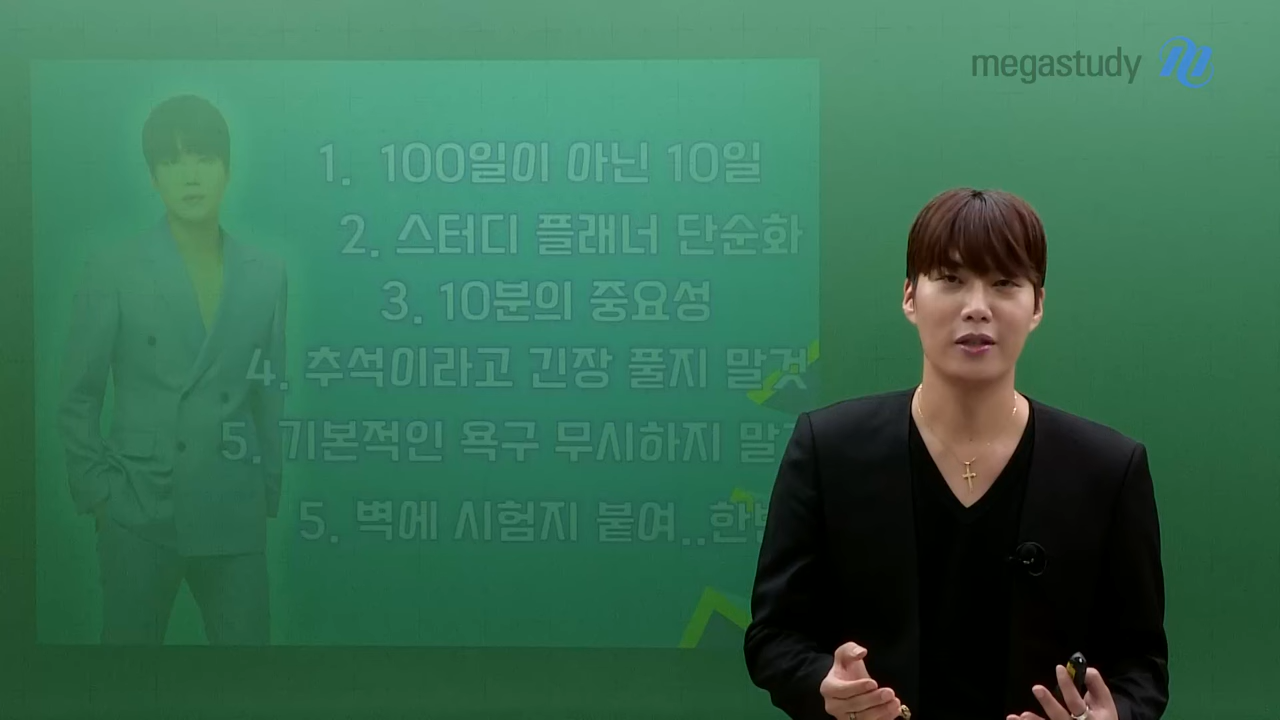 megastudy
1. 100일이 아닌 10일
2. 스터디 플래너 단순화
3. 10분의 중요성
4. 추석이라고 긴장 풀지 말것
5. 기본적인 욕구 무시하지
5. 벽에 시험지 붙여..